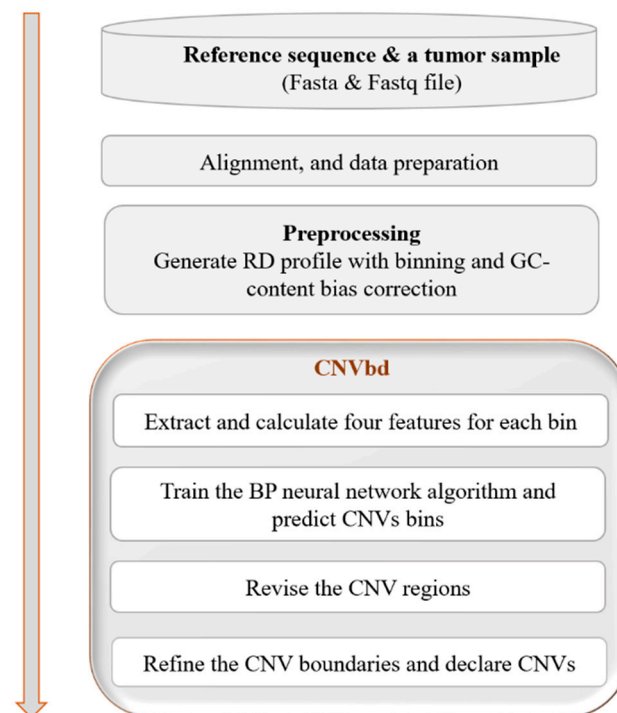 Reference sequence & a tumor sample
(Fasta & Fastq file)
Alignment, and data preparation
Preprocessing
Generate RD profile with binning and GC-
content bias correction
CNVbd
Extract and calculate four features for each bin
Train the BP neural network algorithm and
predict CNVs bins
Revise the CNV regions
Refine the CNV boundaries and declare CNVs